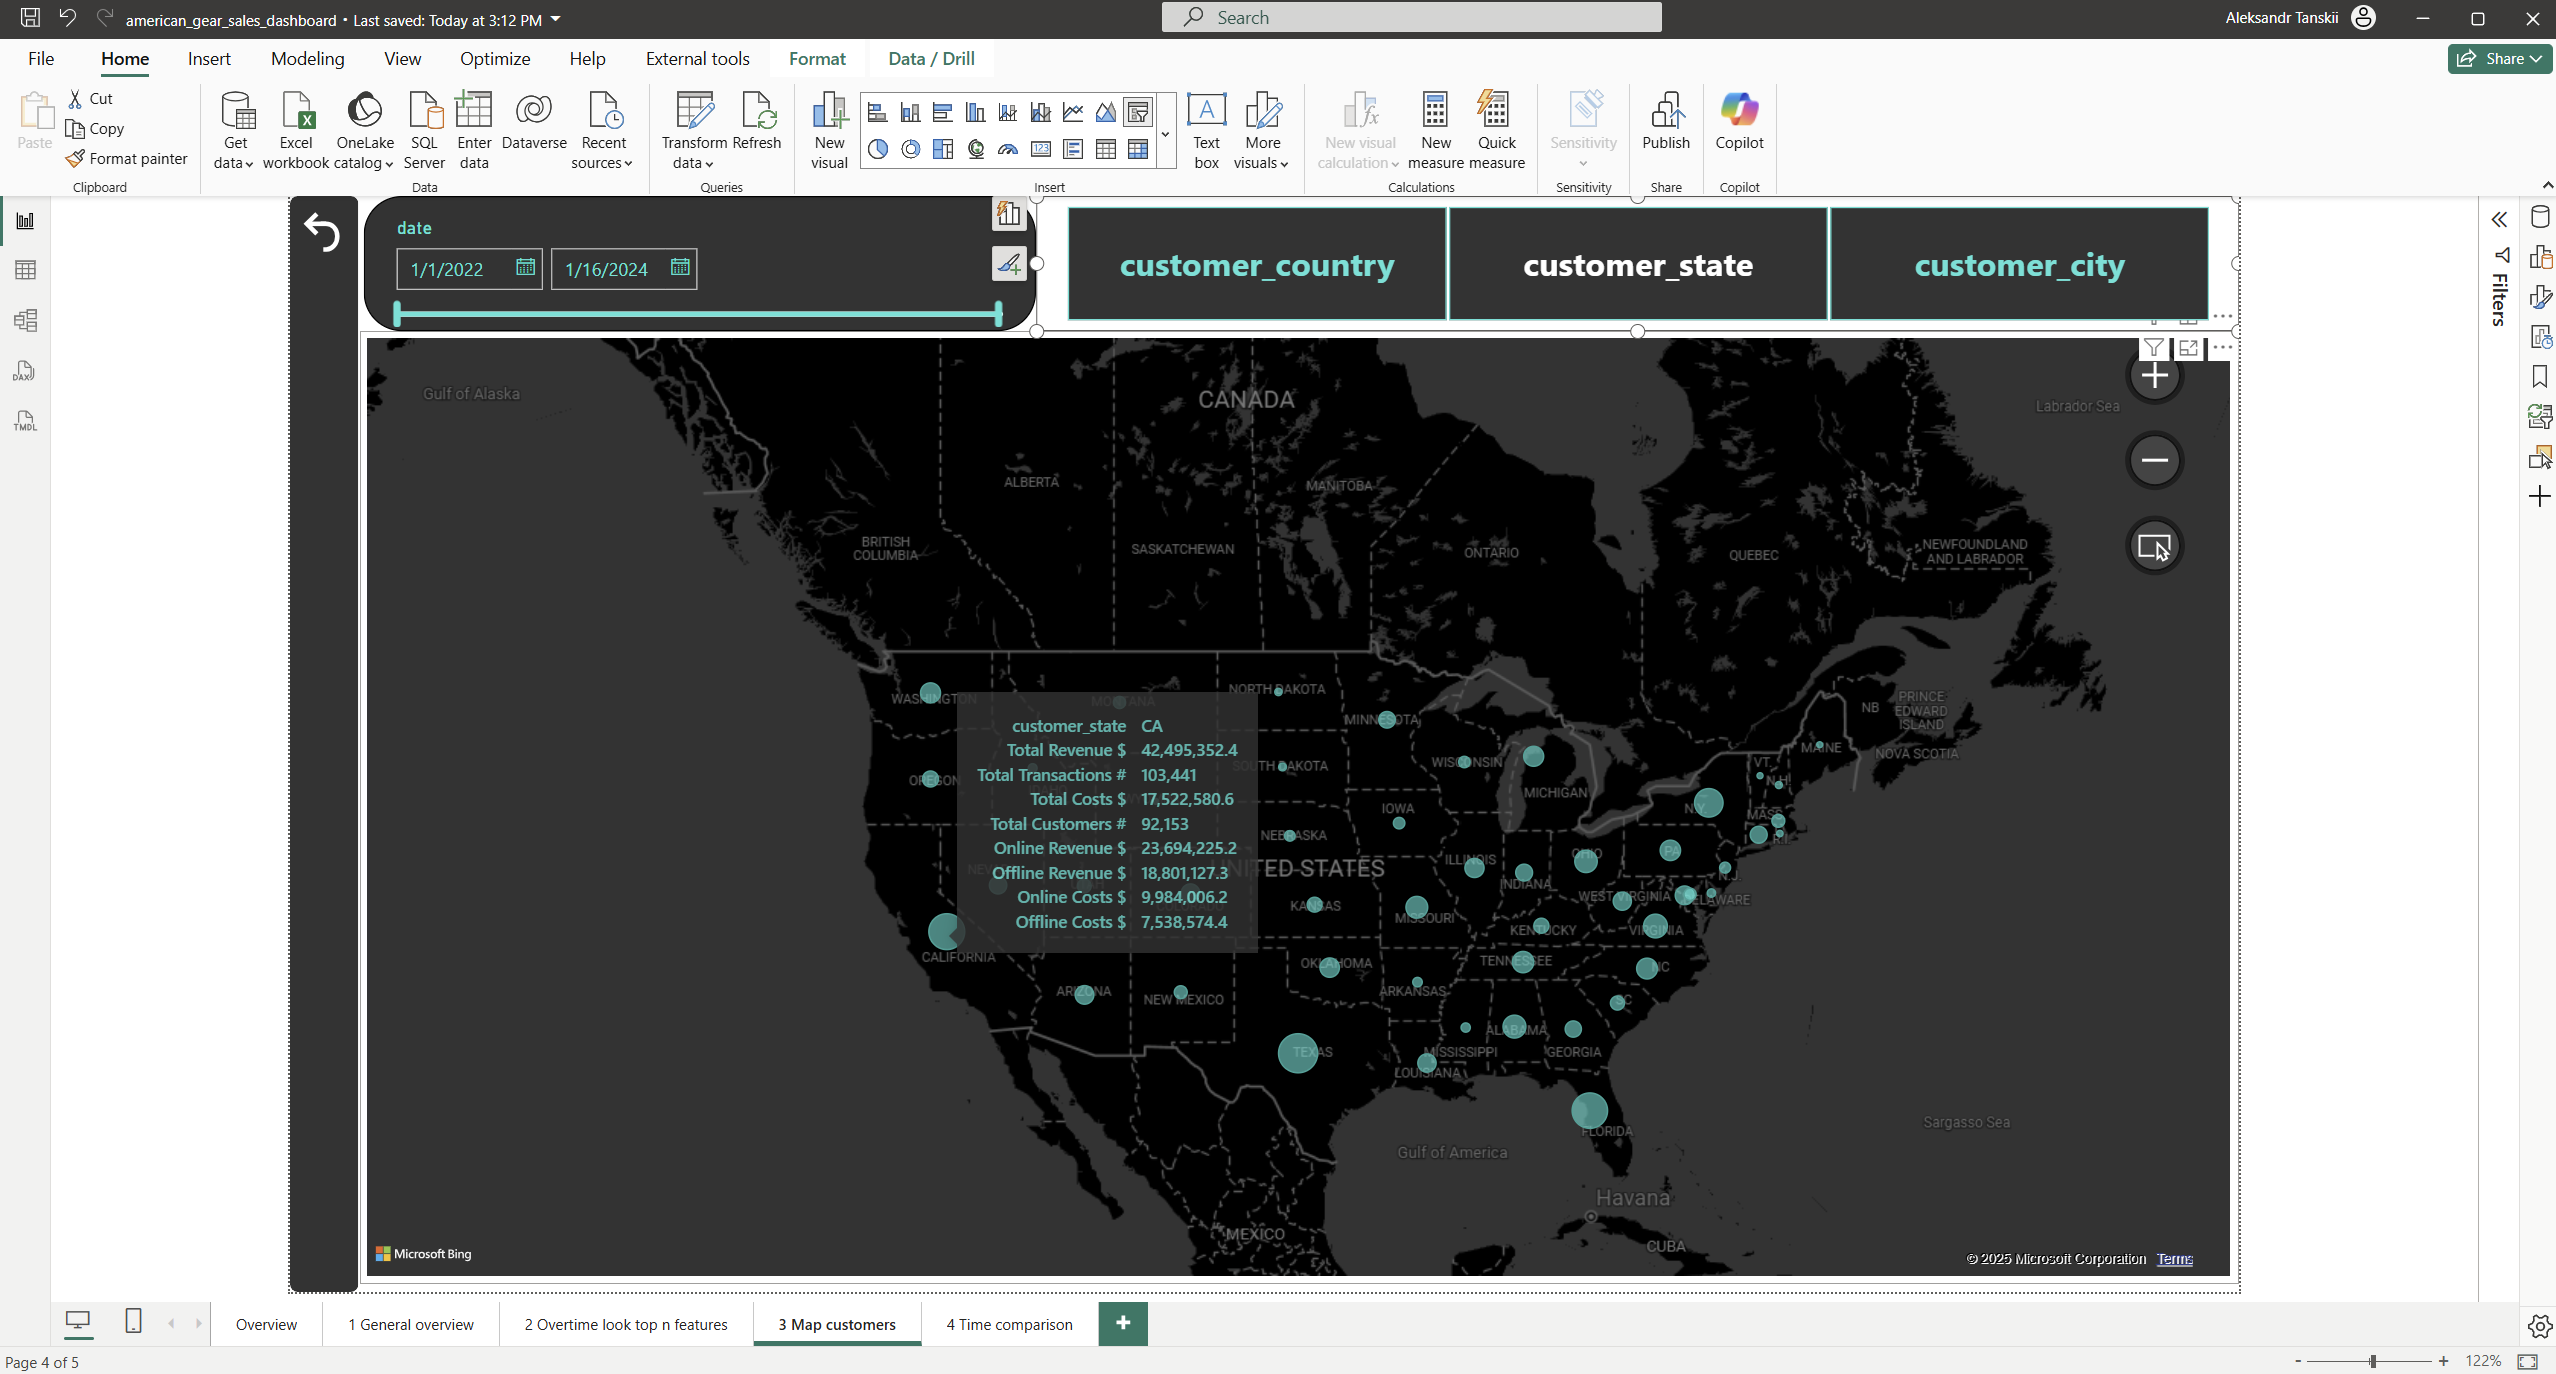 american_gear_sales_dashboard • Last saved: Today at 3:12 PM
Search
Aleksandr Tanskii
File Home Insert Modeling View Optimize Help External tools Format Data / Drill
Share
Paste
Cut
Copy
Format painter
Clipboard
Get data
Excel workbook
OneLake catalog
SQL Server
Enter data
Dataverse
Recent sources
Data
Transform data
Refresh
Queries
New visual
Text box
More visuals
Insert
New visual calculation
New measure
Quick measure
Calculations
Sensitivity
Sensitivity
Publish
Share
Copilot
Copilot
DAX
TMDL
date
1/1/2022 1/16/2024
customer_country customer_state customer_city
Filters
Gulf of Alaska
CANADA
Labrador Sea
ALBERTA
MANITOBA
BRITISH COLUMBIA
SASKATCHEWAN
ONTARIO
QUEBEC
NEWFOUNDLAND AND LABRADOR
WASHINGTON
MONTANA
NORTH DAKOTA
MINNESOTA
NB
PRINCE EDWARD ISLAND
MAINE
NOVA SCOTIA
OREGON
SOUTH DAKOTA
WISCONSIN
MICHIGAN
VT.
N.H.
customer_state CA
Total Revenue $ 42,495,352.4
Total Transactions # 103,441
Total Costs $ 17,522,580.6
Total Customers # 92,153
Online Revenue $ 23,694,225.2
Offline Revenue $ 18,801,127.3
Online Costs $ 9,984,006.2
Offline Costs $ 7,538,574.4
IOWA
N.Y.
MASS
R.I.
NEBRASKA
UNITED STATES
ILLINOIS
INDIANA
OHIO
PA
N.J.
KANSAS
MISSOURI
WEST VIRGINIA
DELAWARE
KENTUCKY
VIRGINIA
CALIFORNIA
OKLAHOMA
TENNESSEE
NC
ARIZONA
NEW MEXICO
ARKANSAS
SC
ALABAMA
TEXAS
MISSISSIPPI
GEORGIA
LOUISIANA
FLORIDA
Gulf of America
Sargasso Sea
Havana
MEXICO
CUBA
Microsoft Bing
© 2025 Microsoft Corporation Terms
Overview
1 General overview
2 Overtime look top n features
3 Map customers
4 Time comparison
Page 4 of 5
122%